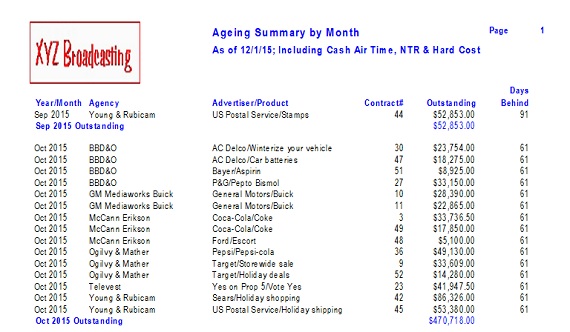 XYZ Broadcasting
Ageing Summary by Month Page 1
As of 12/1/15; Including Cash Air Time, NTR & Hard Cost
Days
Year/Month Agency Advertiser/Product Contract# Outstanding Behind
Sep 2015 Young & Rubicam US Postal Service/Stamps 44 $52,853.00 91
Sep 2015 Outstanding $52,853.00
Oct 2015 BBD&O AC Delco/Winterize your vehicle 30 $23,754.00 61
Oct 2015 BBD&O AC Delco/Car batteries 47 $18,275.00 61
Oct 2015 BBD&O Bayer/Aspirin 51 $8,925.00 61
Oct 2015 BBD&O P&G/Pepto Bismol 27 $33,150.00 61
Oct 2015 GM Mediaworks Buick General Motors/Buick 10 $28,390.00 61
Oct 2015 GM Mediaworks Buick General Motors/Buick 11 $22,865.00 61
Oct 2015 McCann Erikson Coca-Cola/Coke 3 $33,736.50 61
Oct 2015 McCann Erikson Coca-Cola/Coke 49 $17,850.00 61
Oct 2015 McCann Erikson Ford/Escort 48 $5,100.00 61
Oct 2015 Ogilvy & Mather Pepsi/Pepsi-cola 36 $49,130.00 61
Oct 2015 Ogilvy & Mather Target/Storewide sale 9 $33,609.00 61
Oct 2015 Ogilvy & Mather Target/Holiday deals 52 $14,280.00 61
Oct 2015 Televest Yes on Prop 5/Vote Yes 23 $41,947.50 61
Oct 2015 Young & Rubicam Sears/Holiday shopping 42 $86,326.00 61
Oct 2015 Young & Rubicam US Postal Service/Holiday shipping 45 $53,380.00 61
Oct 2015 Outstanding $470,718.00